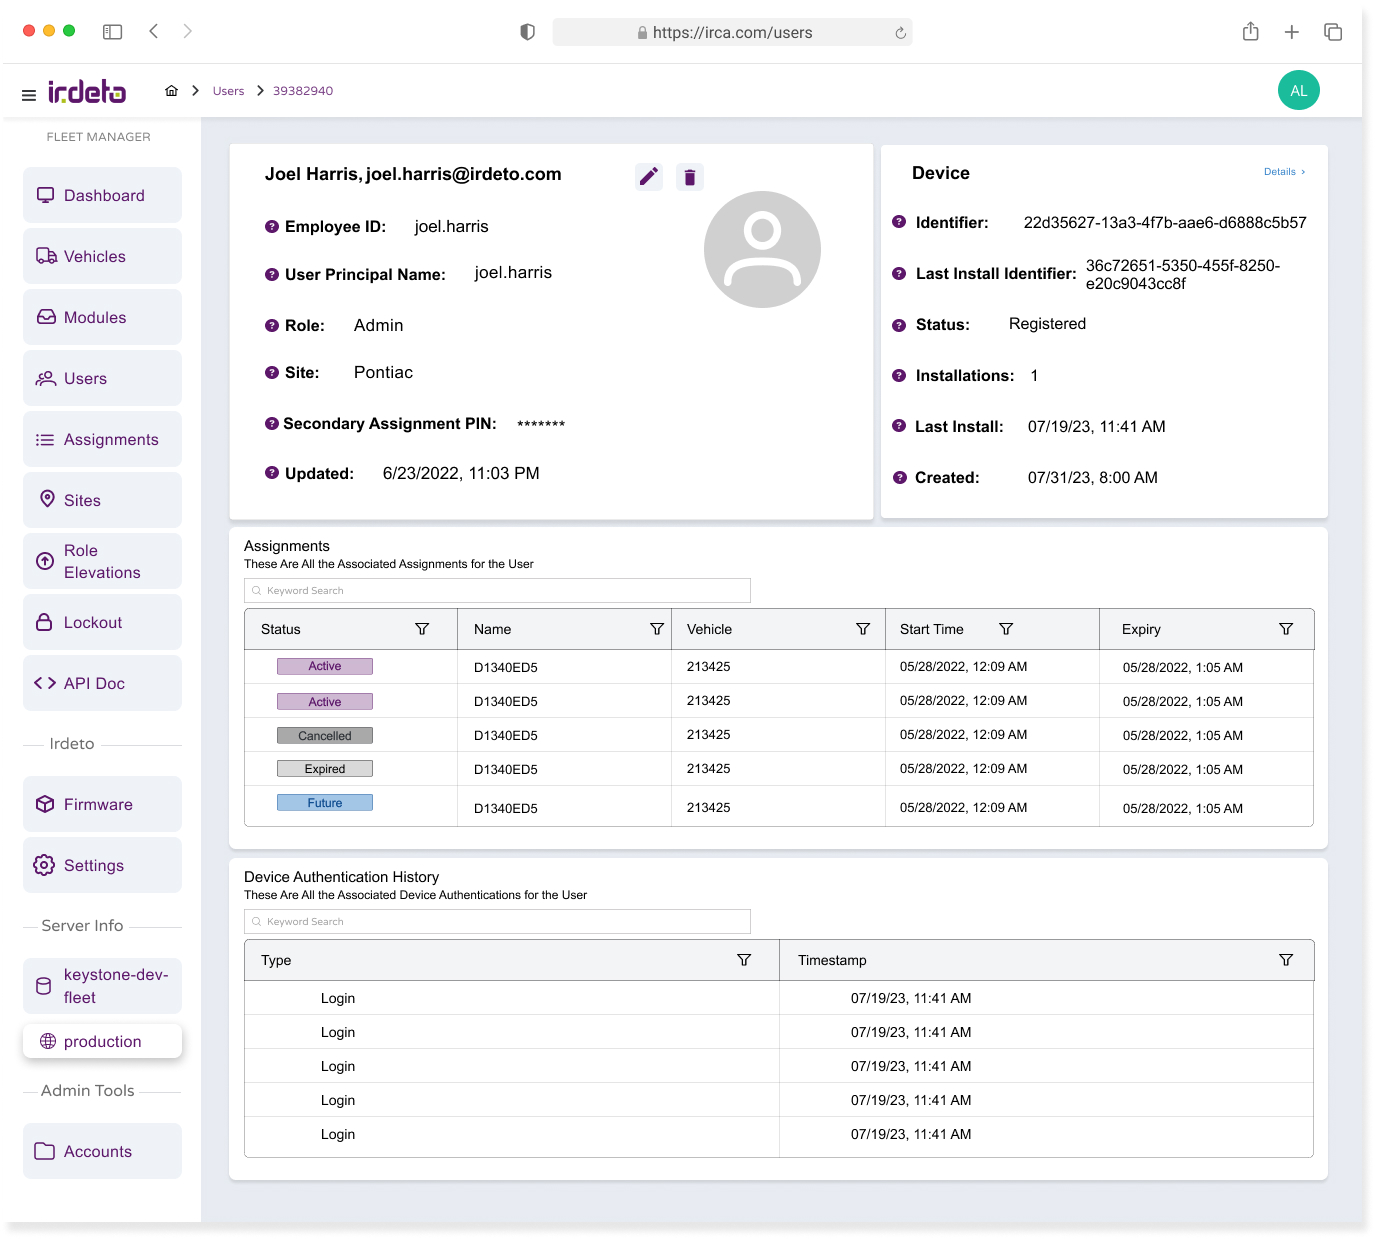 https://irca.com/users
irdeto
Users
39382940
AL
FLEET MANAGER
Dashboard
Vehicles
Modules
Users
Assignments
Sites
Role
Elevations
Lockout
API Doc
Irdeto
Firmware
Settings
Server Info
keystone-dev-
fleet
production
Admin Tools
Accounts
Joel Harris, joel.harris@irdeto.com
Employee ID: joel.harris
User Principal Name: joel.harris
Role: Admin
Site: Pontiac
Secondary Assignment PIN: *******
Updated: 6/23/2022, 11:03 PM
Device
Details ›
Identifier: 22d35627-13a3-4f7b-aae6-d6888c5b57
Last Install Identifier: 36c72651-5350-455f-8250-
e20c9043cc8f
Status: Registered
Installations: 1
Last Install: 07/19/23, 11:41 AM
Created: 07/31/23, 8:00 AM
Assignments
These Are All the Associated Assignments for the User
Keyword Search
Status Name Vehicle Start Time Expiry
Active D1340ED5 213425 05/28/2022, 12:09 AM 05/28/2022, 1:05 AM
Active D1340ED5 213425 05/28/2022, 12:09 AM 05/28/2022, 1:05 AM
Cancelled D1340ED5 213425 05/28/2022, 12:09 AM 05/28/2022, 1:05 AM
Expired D1340ED5 213425 05/28/2022, 12:09 AM 05/28/2022, 1:05 AM
Future D1340ED5 213425 05/28/2022, 12:09 AM 05/28/2022, 1:05 AM
Device Authentication History
These Are All the Associated Device Authentications for the User
Keyword Search
Type Timestamp
Login 07/19/23, 11:41 AM
Login 07/19/23, 11:41 AM
Login 07/19/23, 11:41 AM
Login 07/19/23, 11:41 AM
Login 07/19/23, 11:41 AM